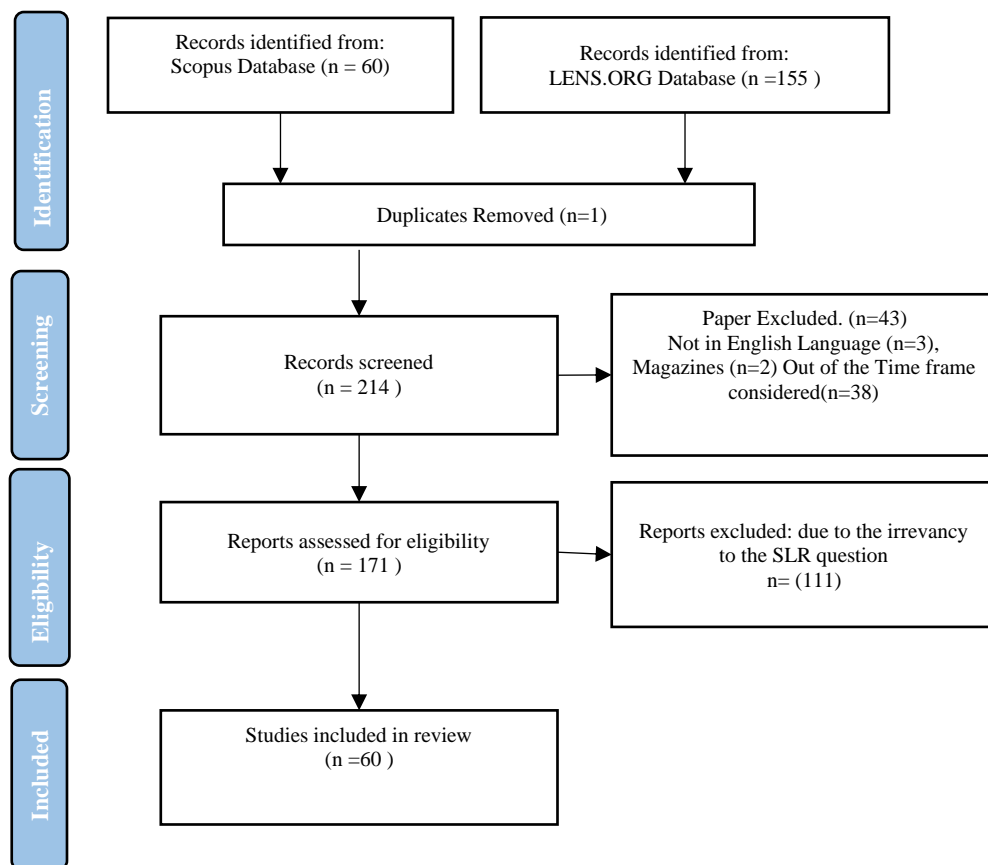 Identification
Records identified from:
Scopus Database (n = 60)
Records identified from:
LENS.ORG Database (n =155 )
Duplicates Removed (n=1)
Screening
Records screened
(n = 214 )
Paper Excluded. (n=43)
Not in English Language (n=3),
Magazines (n=2) Out of the Time frame
considered(n=38)
Eligibility
Reports assessed for eligibility
(n = 171 )
Reports excluded: due to the irrevancy
to the SLR question
n= (111)
Included
Studies included in review
(n =60 )